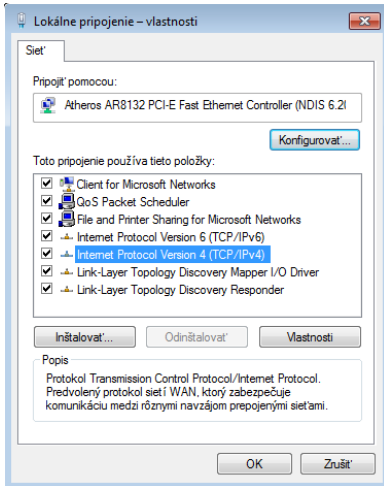 Lokálne pripojenie – vlastnosti
Sieť
Pripojiť pomocou:
Atheros AR8132 PCI-E Fast Ethernet Controller (NDIS 6.20
Konfigurovať...
Toto pripojenie používa tieto položky:
Client for Microsoft Networks
QoS Packet Scheduler
File and Printer Sharing for Microsoft Networks
Internet Protocol Version 6 (TCP/IPv6)
Internet Protocol Version 4 (TCP/IPv4)
Link-Layer Topology Discovery Mapper I/O Driver
Link-Layer Topology Discovery Responder
Inštalovať...
Odinštalovať
Vlastnosti
Popis
Protokol Transmission Control Protocol/Internet Protocol.
Predvolený protokol sietí WAN, ktorý zabezpečuje
komunikáciu medzi rôznymi navzájom prepojenými sieťami.
OK
Zrušiť